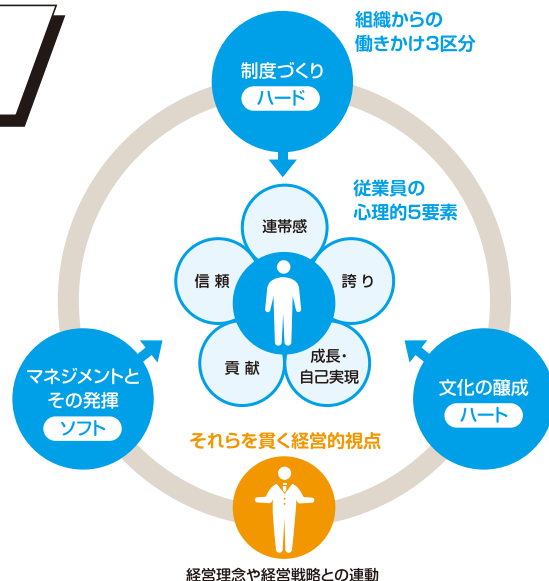 組織からの
働きかけ3区分
制度づくり
ハード
従業員の
心理的5要素
連帯感
信頼
誇り
貢献
成長・
自己実現
マネジメントと
その発揮
ソフト
文化の醸成
ハート
それらを貫く経営的視点
経営理念や経営戦略との連動